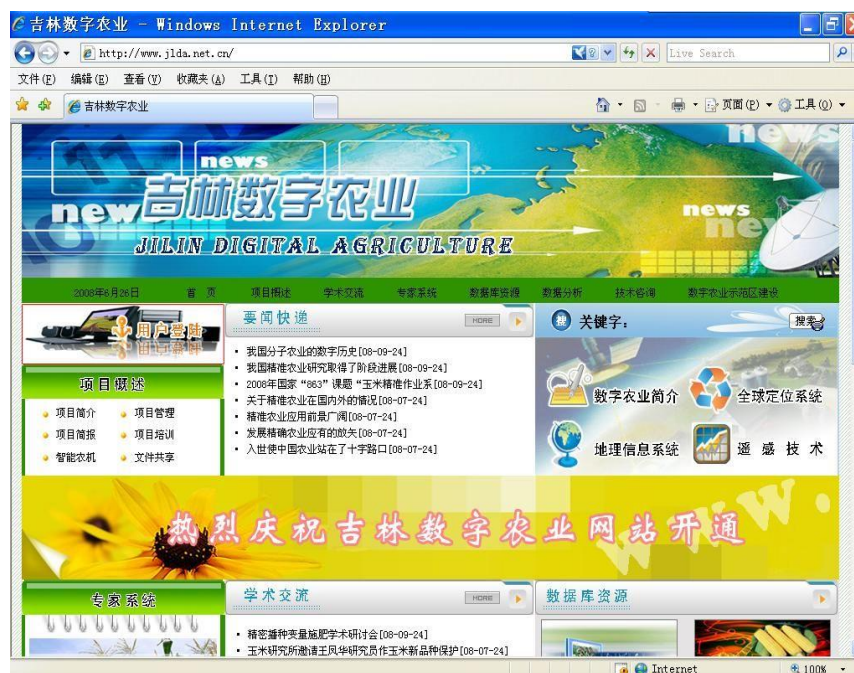 吉林数字农业 - Windows Internet Explorer
http://www.jlda.net.cn/
Live Search
文件(F) 编辑(E) 查看(V) 收藏夹(A) 工具(T) 帮助(H)
吉林数字农业
页面(P) 工具(O)
news
news
new
吉林数字农业
news
new
JILIN DIGITAL AGRICULTURE
2008年6月26日 首 页 项目概述 学术交流 专家系统 数据库资源 数据分析 技术咨询 数字农业示范区建设
用户登陆
要闻快递
MORE
搜 关键字:
搜索
我国分子农业的数字历史[08-09-24]
我国精准农业研究取得了阶段进展[08-09-24]
2008年国家“863”课题“玉米精准作业系[08-09-24]
关于精准农业在国内外的情况[08-07-24]
精准农业应用前景广阔[08-07-24]
发展精确农业应有的放矢[08-07-24]
入世使中国农业站在了十字路口[08-07-24]
项目概述
项目简介 项目管理
项目简报 项目培训
智能农机 文件共享
数字农业简介 全球定位系统
地理信息系统 遥 感 技 术
热烈庆祝吉林数字农业网站开通
www.
专家系统
学术交流
MORE
数据库资源
精密播种变量施肥学术研讨会[08-09-24]
玉米研究所邀请王凤华研究员作玉米新品种保护[08-07-24]
Internet
100%